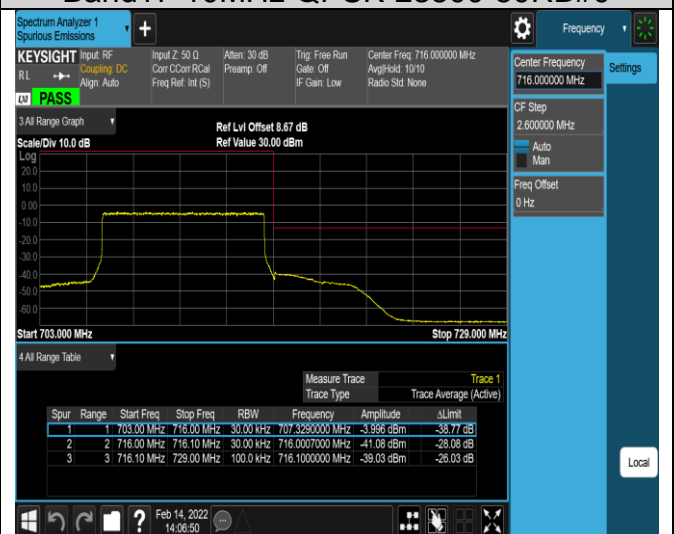 Spectrum Analyzer 1
Spurious Emissions
+
Frequency
KEYSIGHT
RL
PASS
Input: RF
Coupling: DC
Align: Auto
Input Z: 50 Ω
Corr CCorr RCal
Freq Ref: Int (S)
Atten: 30 dB
Preamp: Off
Trig: Free Run
Gate: Off
IF Gain: Low
Center Freq: 716.000000 MHz
Avg|Hold: 10/10
Radio Std: None
Center Frequency
716.000000 MHz
Settings
CF Step
2.600000 MHz
Auto
Man
Freq Offset
0 Hz
3 All Range Graph
Scale/Div 10.0 dB
Ref Lvl Offset 8.67 dB
Ref Value 30.00 dBm
Log
20.0
10.0
0.00
-10.0
-20.0
-30.0
-40.0
-50.0
-60.0
Start 703.000 MHz
Stop 729.000 MHz
4 All Range Table
Measure Trace Trace 1
Trace Type Trace Average (Active)
Spur Range Start Freq Stop Freq RBW Frequency Amplitude ΔLimit
1 1 703.00 MHz 716.00 MHz 30.00 kHz 707.3290000 MHz -3.996 dBm -38.77 dB
2 2 716.00 MHz 716.10 MHz 30.00 kHz 716.0007000 MHz -41.08 dBm -28.08 dB
3 3 716.10 MHz 729.00 MHz 100.0 kHz 716.1000000 MHz -39.03 dBm -26.03 dB
Local
?
Feb 14, 2022
14:06:50